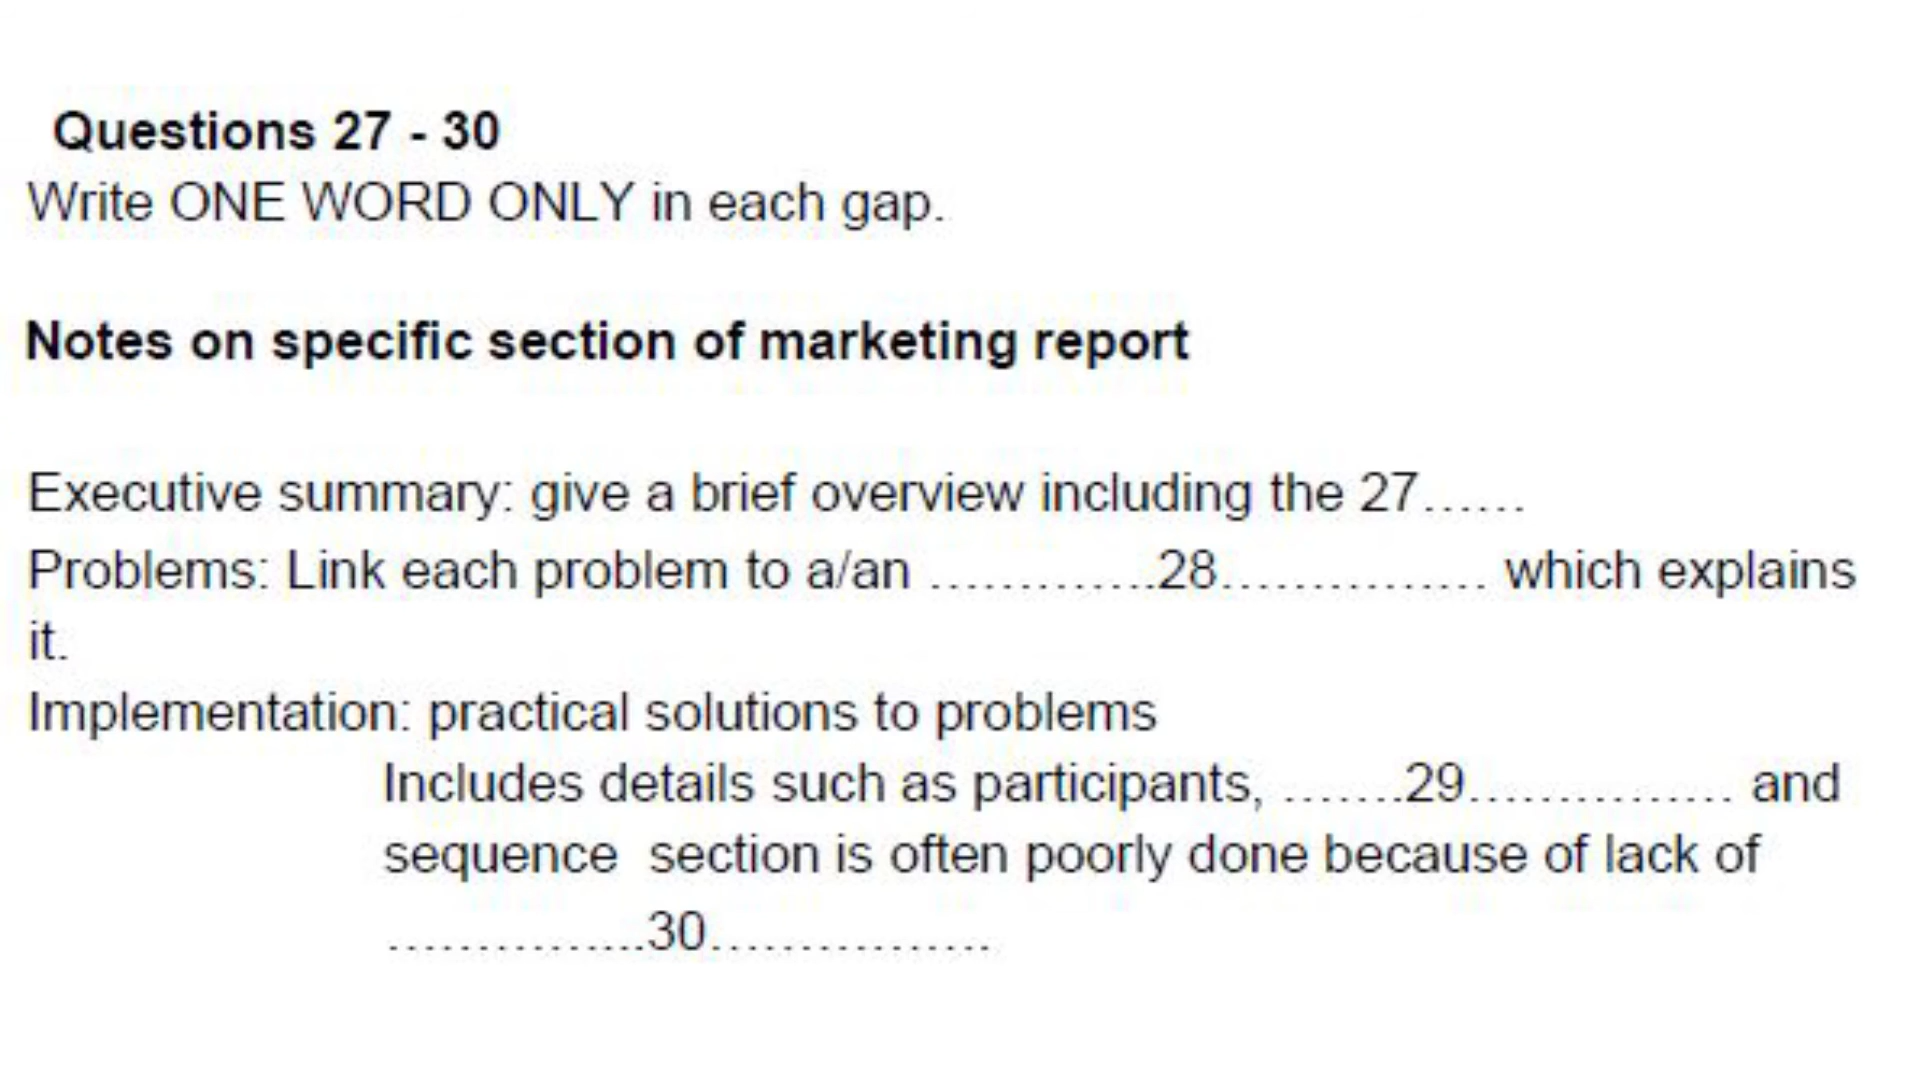 Questions 27 - 30
Write ONE WORD ONLY in each gap.
Notes on specific section of marketing report
Executive summary: give a brief overview including the 27......
Problems: Link each problem to a/an .............28............... which explains
it.
Implementation: practical solutions to problems
Includes details such as participants, .......29............... and
sequence section is often poorly done because of lack of
...............30................